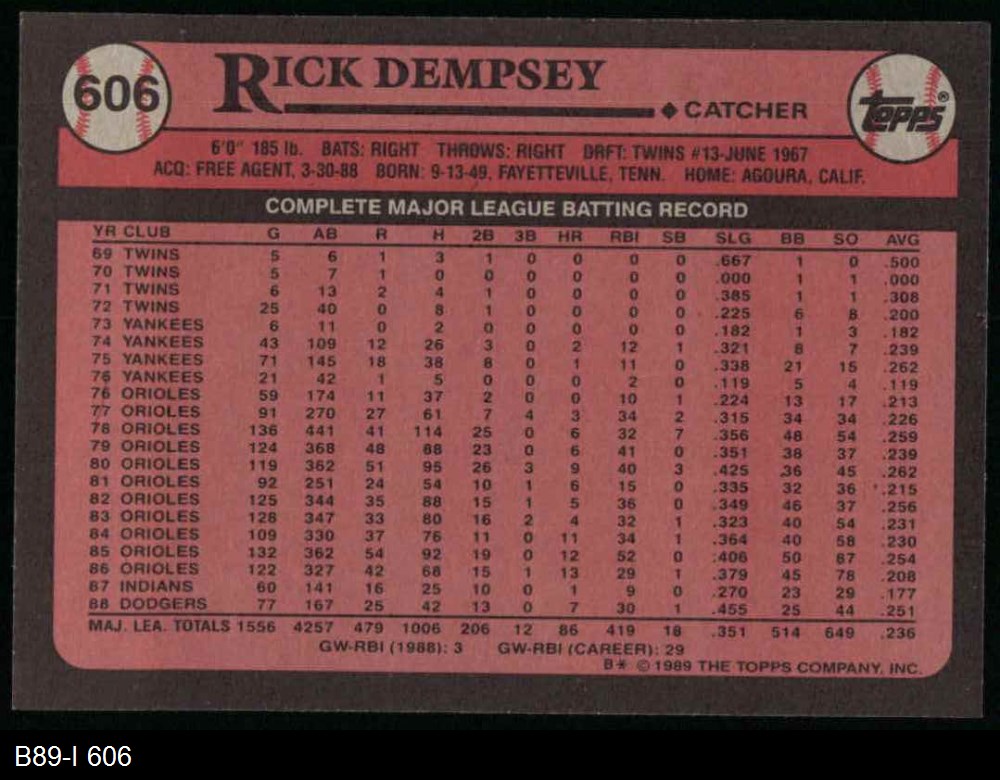 606 RICK DEMPSEY
◆ CATCHER
TOPPS®
6'0" 185 lb. BATS: RIGHT THROWS: RIGHT DRFT: TWINS #13-JUNE 1967
ACQ: FREE AGENT, 3-30-88 BORN: 9-13-49, FAYETTEVILLE, TENN. HOME: AGOURA, CALIF.
COMPLETE MAJOR LEAGUE BATTING RECORD
YR CLUB G AB R H 2B 3B HR RBI SB SLG BB SO AVG
69 TWINS 5 6 1 3 1 0 0 0 0 .667 1 0 .500
70 TWINS 5 7 1 0 0 0 0 0 0 .000 1 1 .000
71 TWINS 6 13 2 4 1 0 0 0 0 .385 1 1 .308
72 TWINS 25 40 0 8 1 0 0 0 0 .225 6 8 .200
73 YANKEES 6 11 0 2 0 0 0 0 0 .182 1 3 .182
74 YANKEES 43 109 12 26 3 0 2 12 1 .321 8 7 .239
75 YANKEES 71 145 18 38 8 0 1 11 0 .338 21 15 .262
76 YANKEES 21 42 1 5 0 0 0 2 0 .119 5 4 .119
76 ORIOLES 59 174 11 37 2 0 0 10 1 .224 13 17 .213
77 ORIOLES 91 270 27 61 7 4 3 34 2 .315 34 34 .226
78 ORIOLES 136 441 41 114 25 0 6 32 7 .356 48 54 .259
79 ORIOLES 124 368 48 88 23 0 6 41 0 .351 38 37 .239
80 ORIOLES 119 362 51 95 26 3 9 40 3 .425 36 45 .262
81 ORIOLES 92 251 24 54 10 1 6 15 0 .335 32 36 .215
82 ORIOLES 125 344 35 88 15 1 5 36 0 .349 46 37 .256
83 ORIOLES 128 347 33 80 16 2 4 32 1 .323 40 54 .231
84 ORIOLES 109 330 37 76 11 0 11 34 1 .364 40 58 .230
85 ORIOLES 132 362 54 92 19 0 12 52 0 .406 50 87 .254
86 ORIOLES 122 327 42 68 15 1 13 29 1 .379 45 78 .208
87 INDIANS 60 141 16 25 10 0 1 9 0 .270 23 29 .177
88 DODGERS 77 167 25 42 13 0 7 30 1 .455 25 44 .251
MAJ. LEA. TOTALS 1556 4257 479 1006 206 12 86 419 18 .351 514 649 .236
GW-RBI (1988): 3 GW-RBI (CAREER): 29
B* © 1989 THE TOPPS COMPANY, INC.
B89-I 606